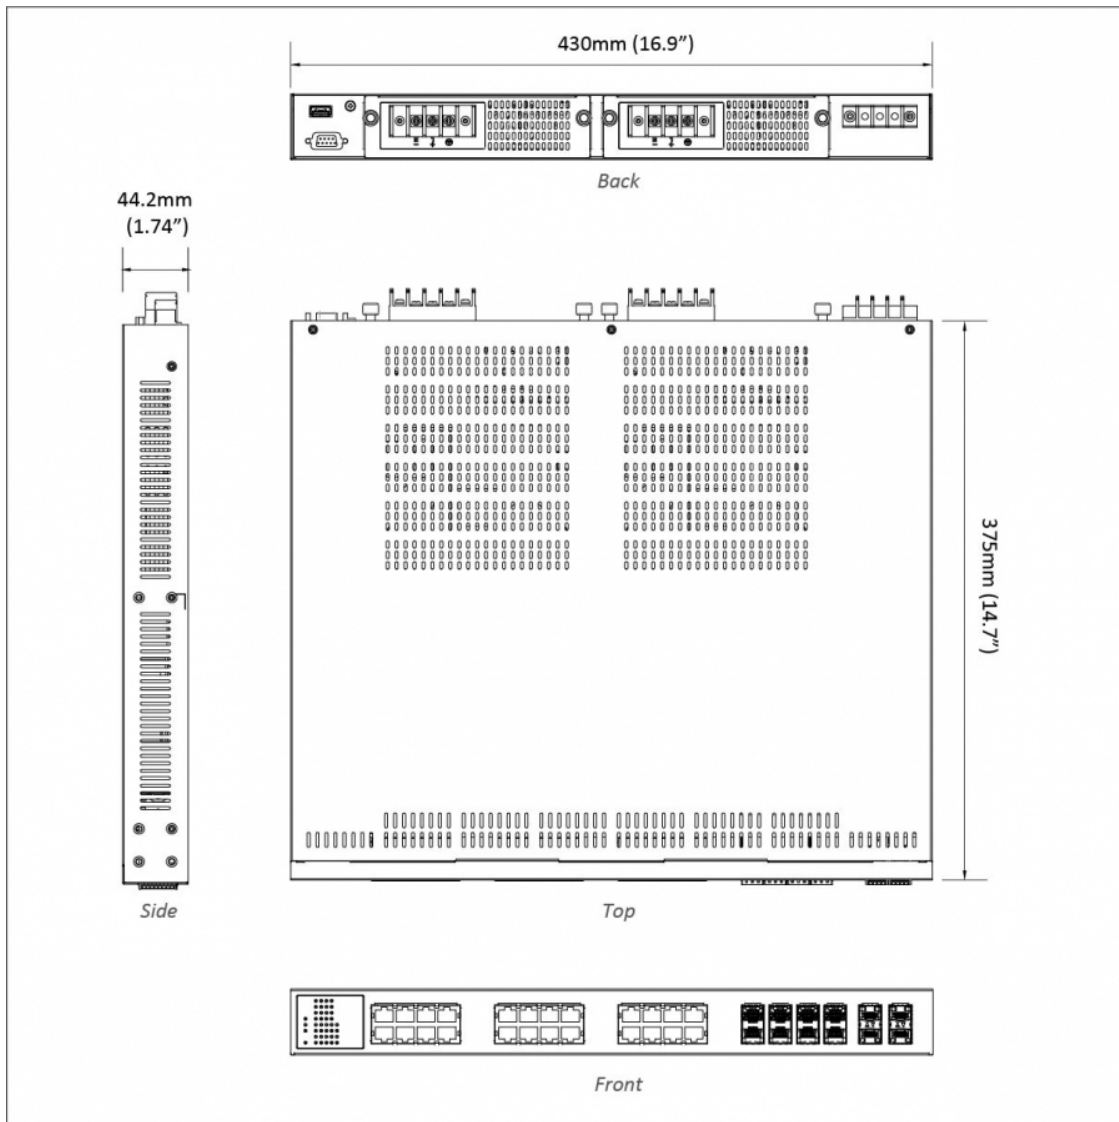 430mm (16.9”)
Back
44.2mm
(1.74”)
375mm (14.7”)
Side
Top
Front